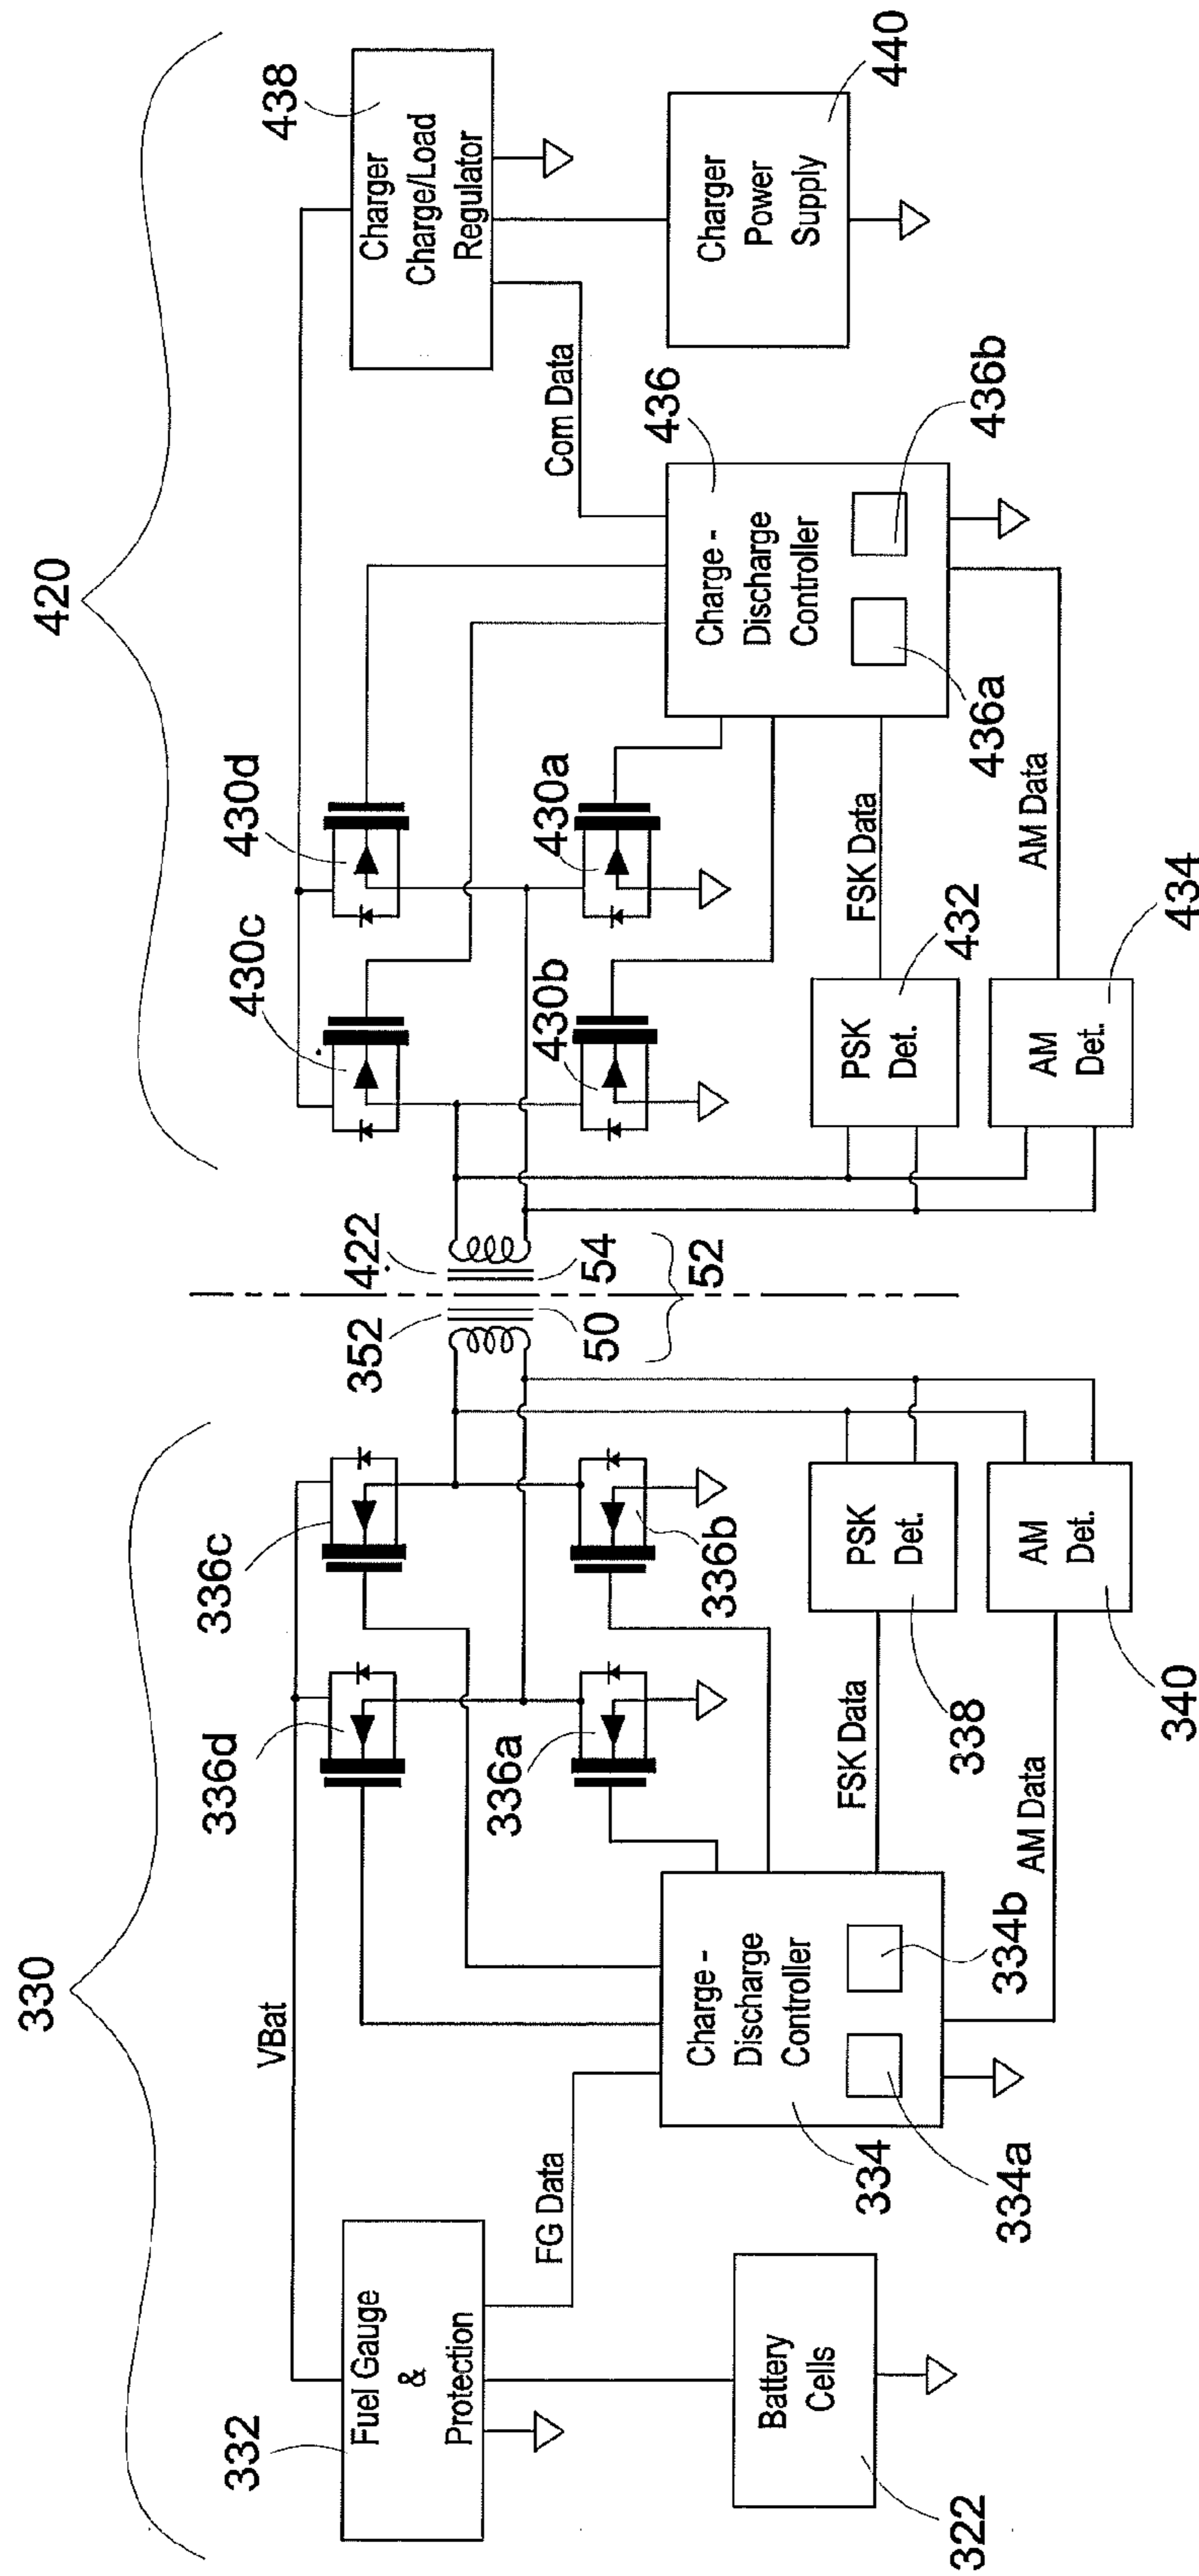 330
420
332
Fuel Gauge
&
Protection
VBat
FG Data
322
Battery
Cells
334
Charge -
Discharge
Controller
334a
334b
336d
336c
336a
336b
FSK Data
AM Data
338
PSK
Det.
340
AM
Det.
352
422
50
54
52
430c
430d
430b
430a
PSK
Det.
432
AM
Det.
434
FSK Data
AM Data
436
Charge -
Discharge
Controller
436a
436b
Com Data
438
Charger
Charge/Load
Regulator
440
Charger
Power
Supply